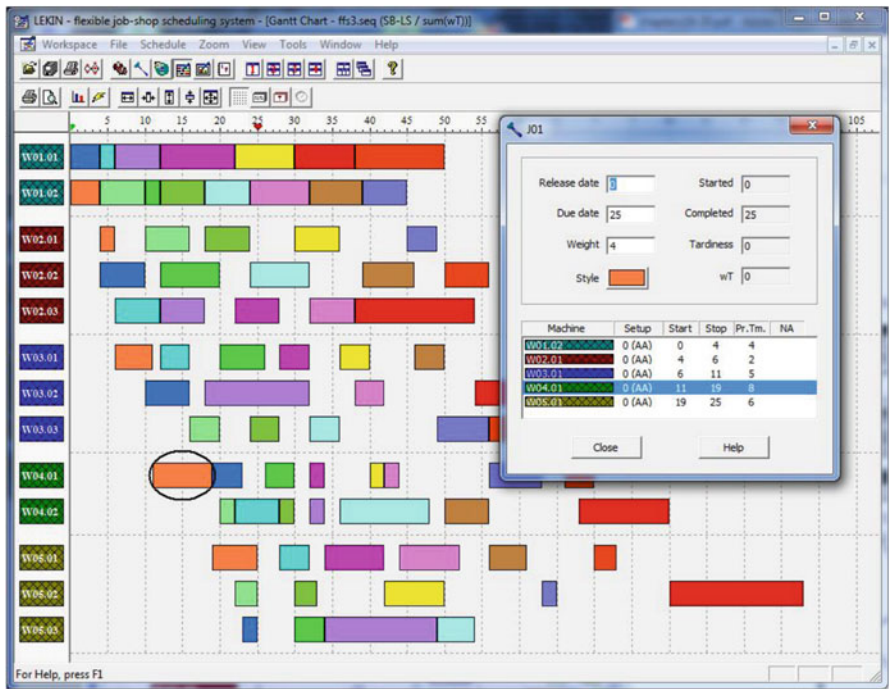 LEKIN - flexible job-shop scheduling system - [Gantt Chart - ffs3.seq (SB-LS / sum(wT))]
Workspace File Schedule Zoom View Tools Window Help
5 10 15 20 25 30 35 40 45 50 55 105
W01.01
W01.02
W02.01
W02.02
W02.03
W03.01
W03.02
W03.03
W04.01
W04.02
W05.01
W05.02
W05.03
J01
Release date 0 Started 0
Due date 25 Completed 25
Weight 4 Tardiness 0
Style wT 0
Machine Setup Start Stop Pr.Tm. NA
W01.02 0 (AA) 0 4 4
W02.01 0 (AA) 4 6 2
W03.01 0 (AA) 6 11 5
W04.01 0 (AA) 11 19 8
W05.01 0 (AA) 19 25 6
Close Help
For Help, press F1